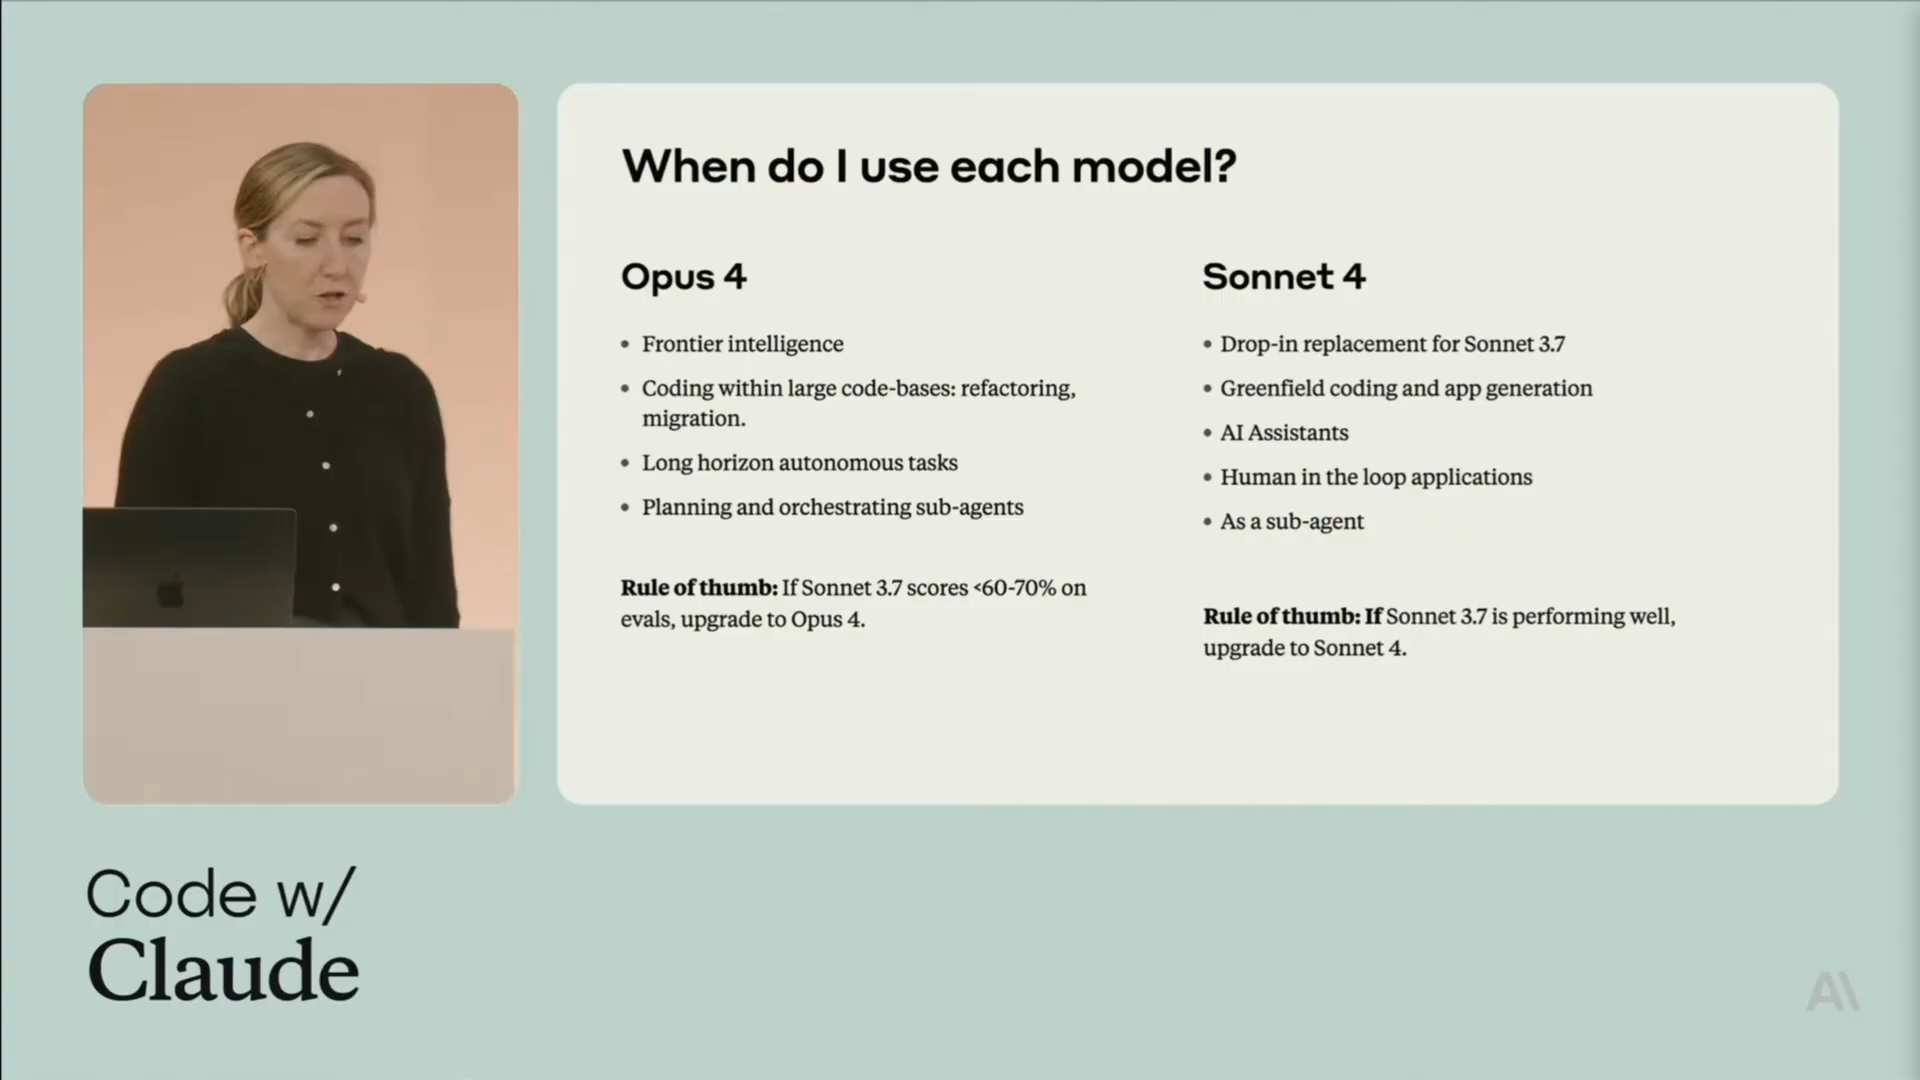 When do I use each model?
Opus 4
• Frontier intelligence
• Coding within large code-bases: refactoring,
migration.
• Long horizon autonomous tasks
• Planning and orchestrating sub-agents
Rule of thumb: If Sonnet 3.7 scores <60-70% on
evals, upgrade to Opus 4.
Sonnet 4
• Drop-in replacement for Sonnet 3.7
• Greenfield coding and app generation
• AI Assistants
• Human in the loop applications
• As a sub-agent
Rule of thumb: If Sonnet 3.7 is performing well,
upgrade to Sonnet 4.
Code w/
Claude
A\